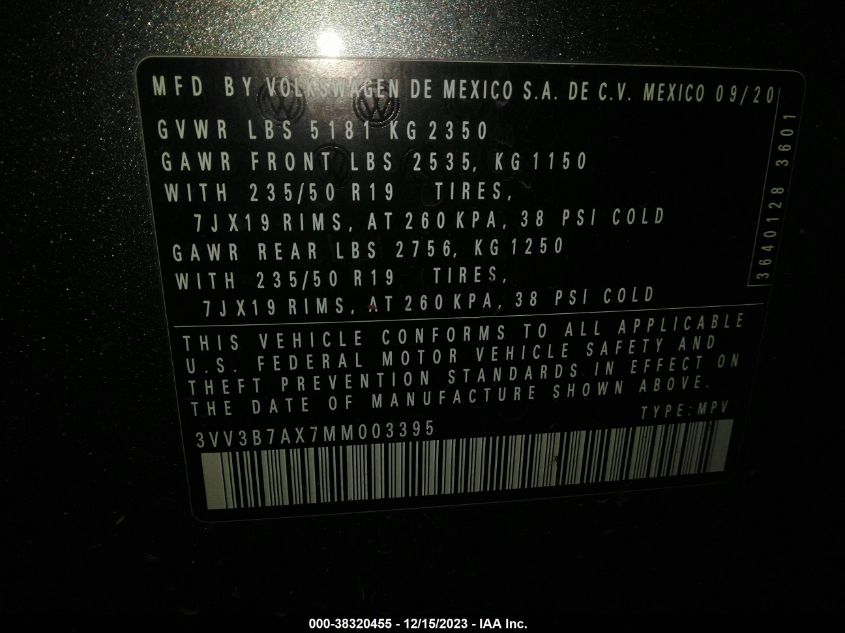 MFD BY VOLKSWAGEN DE MEXICO S.A. DE C.V. MEXICO 09/20
GVWR LBS 5181 KG 2350
GAWR FRONT LBS 2535, KG 1150
WITH 235/50 R19 TIRES,
7JX19 RIMS, AT 260 KPA, 38 PSI COLD
GAWR REAR LBS 2756, KG 1250
WITH 235/50 R19 TIRES,
7JX19 RIMS, AT 260 KPA, 38 PSI COLD
3640128 3601
THIS VEHICLE CONFORMS TO ALL APPLICABLE
U.S. FEDERAL MOTOR VEHICLE SAFETY AND
THEFT PREVENTION STANDARDS IN EFFECT ON
THE DATE OF MANUFACTURE SHOWN ABOVE.
TYPE: MPV
3VV3B7AX7MM003395
000-38320455 - 12/15/2023 - IAA Inc.